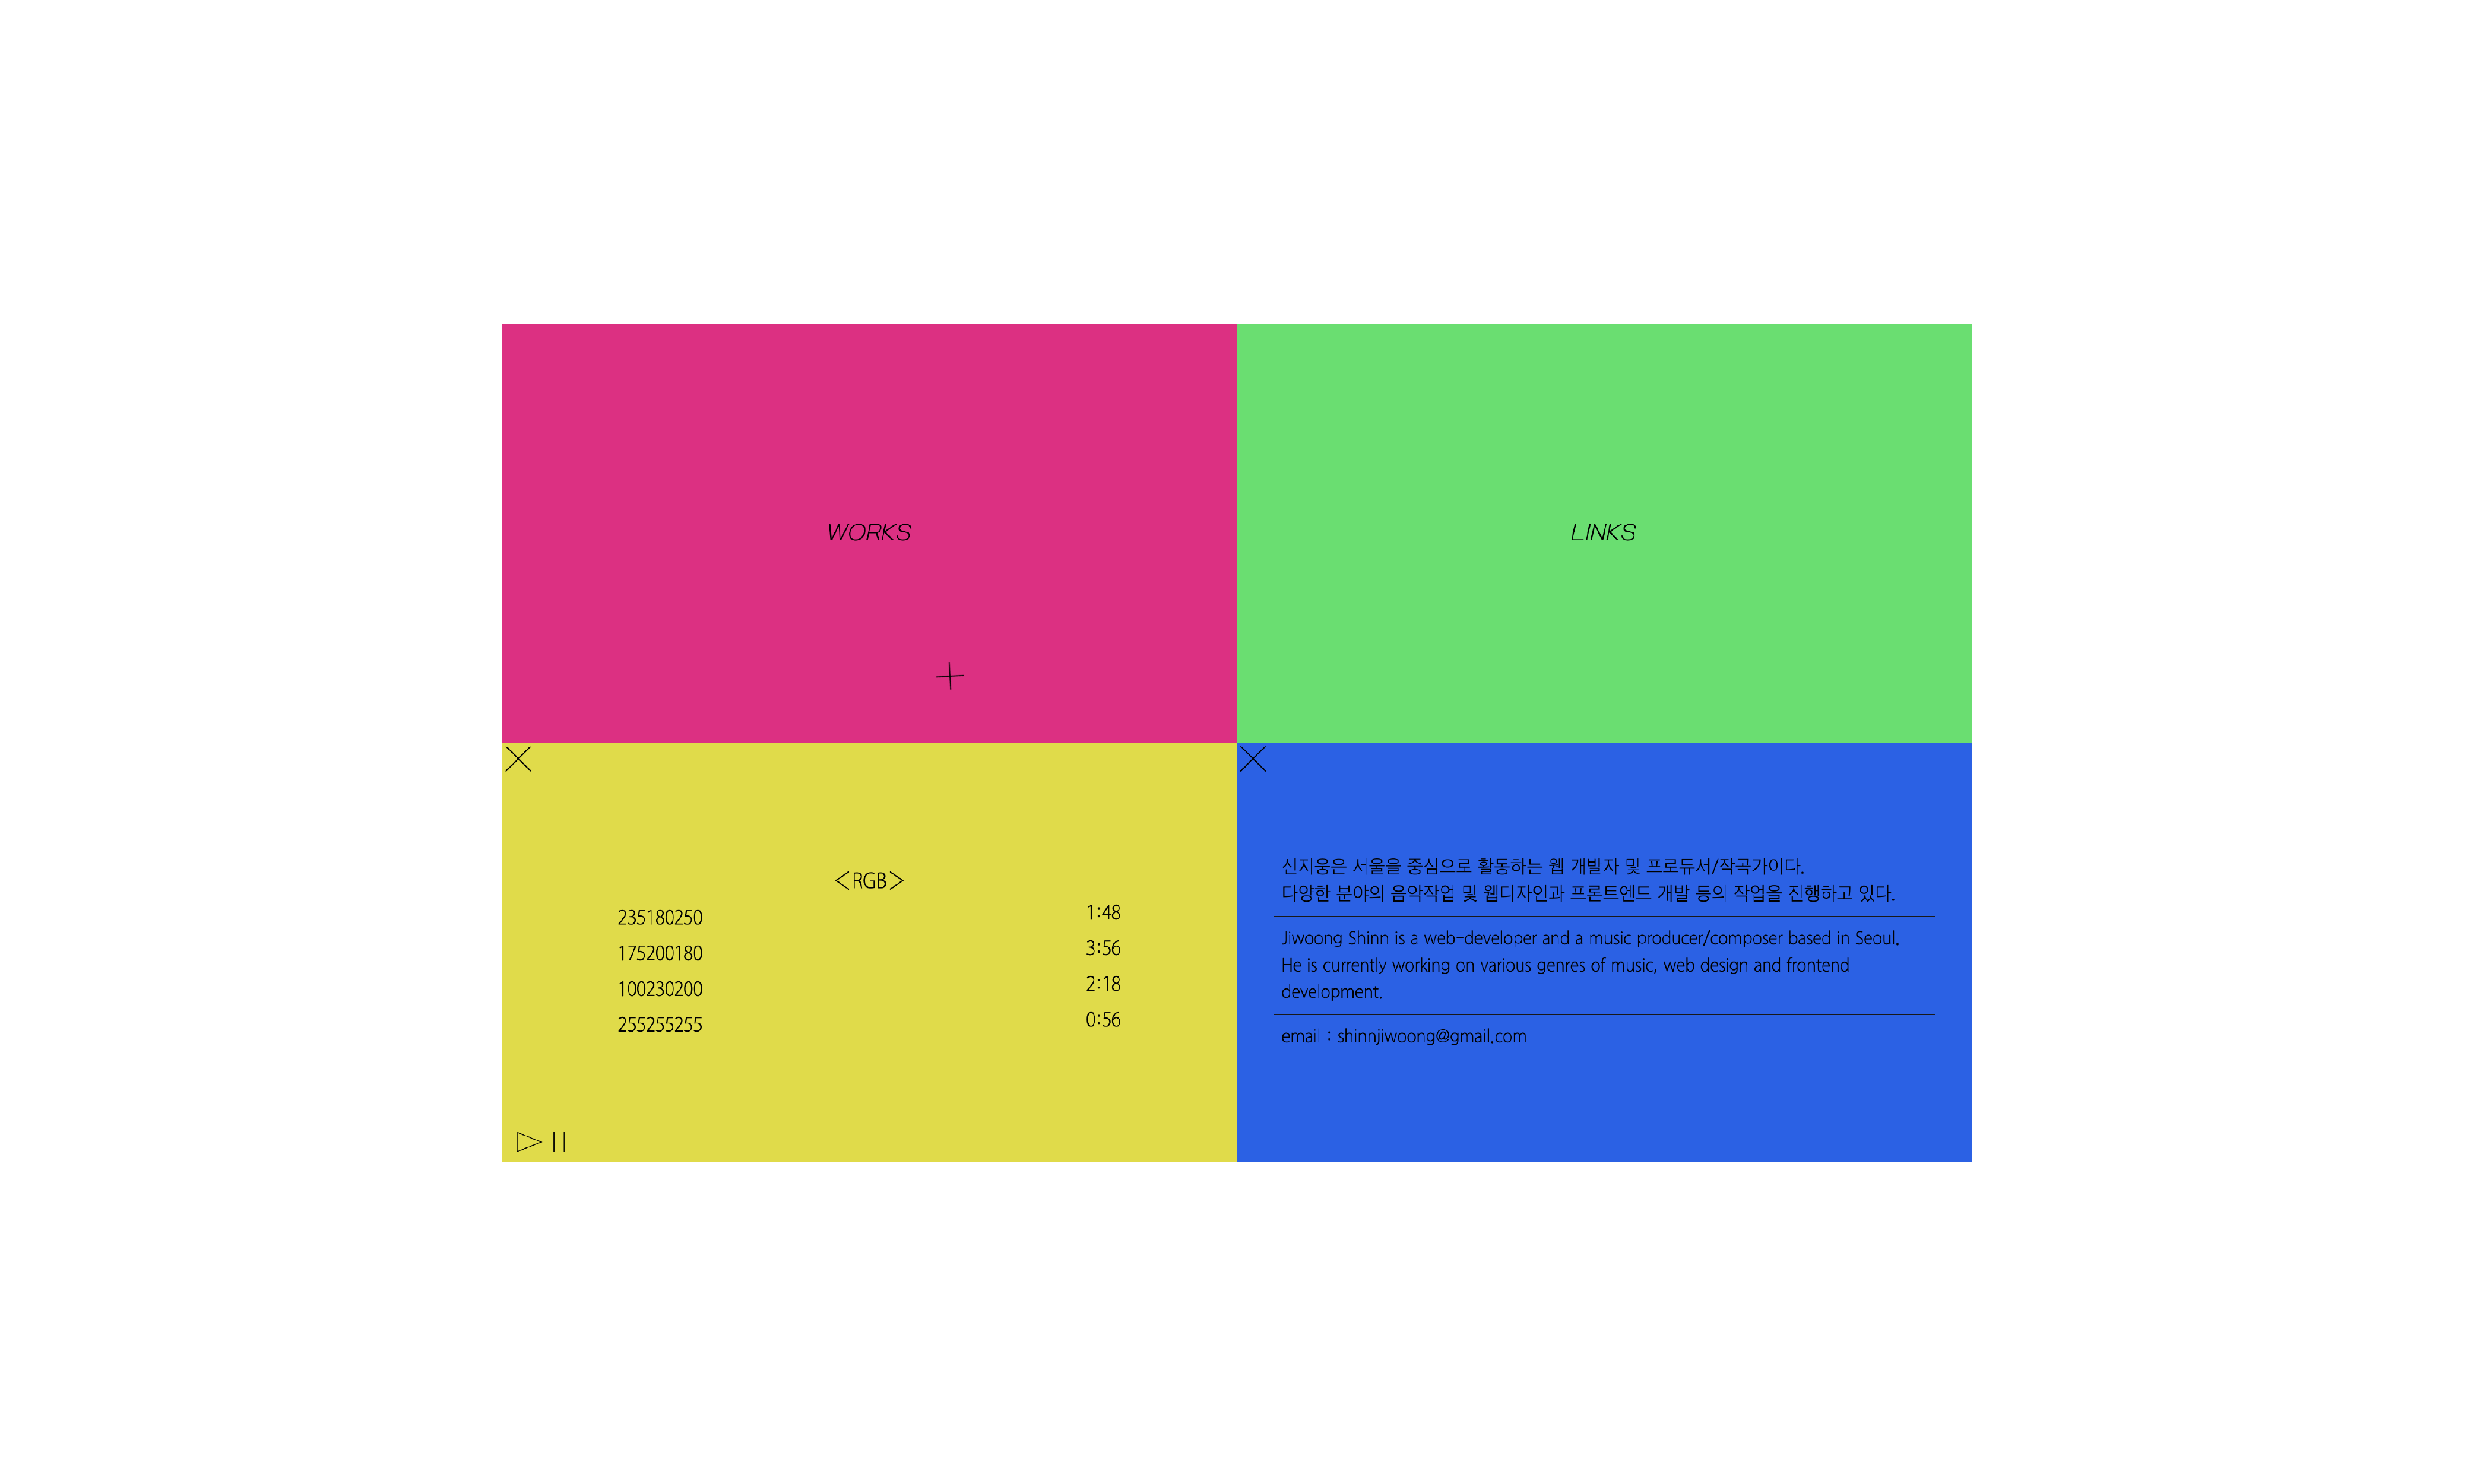 WORKS
LINKS
<RGB>
235180250 1:48
175200180 3:56
100230200 2:18
255255255 0:56
신지웅은 서울을 중심으로 활동하는 웹 개발자 및 프로듀서/작곡가이다.
다양한 분야의 음악작업 및 웹디자인과 프론트엔드 개발 등의 작업을 진행하고 있다.
Jiwoong Shinn is a web-developer and a music producer/composer based in Seoul.
He is currently working on various genres of music, web design and frontend
development.
email : shinnjiwoong@gmail.com